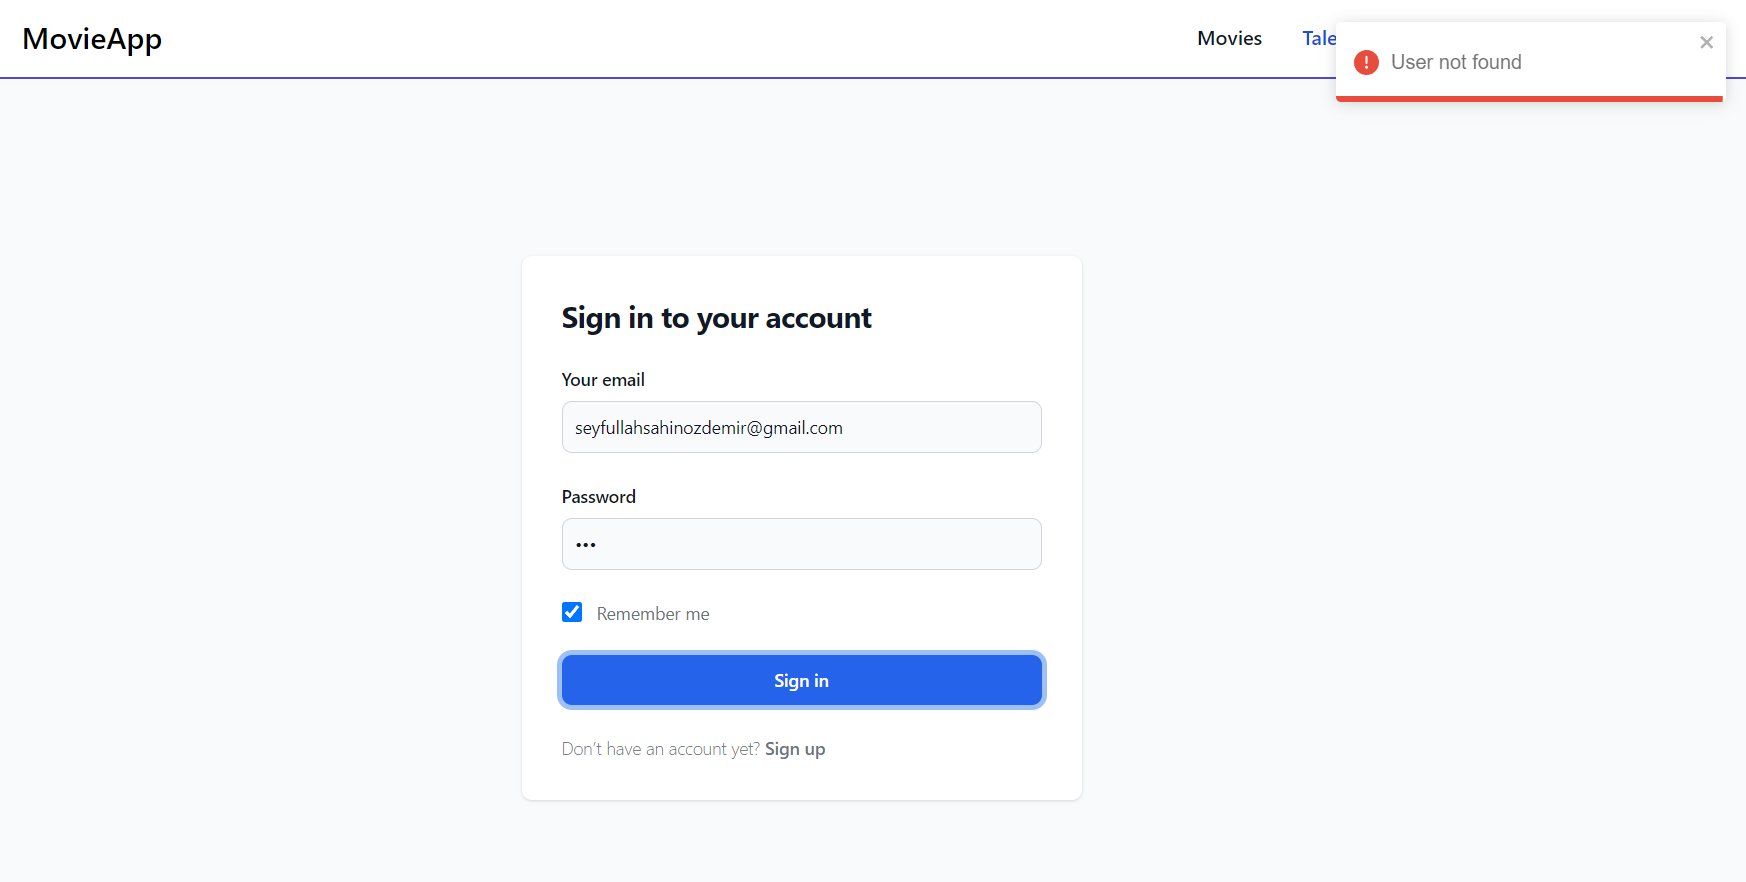 MovieApp
Movies
Tale
User not found
Sign in to your account
Your email
seyfullahsahinozdemir@gmail.com
Password
•••
Remember me
Sign in
Don't have an account yet? Sign up